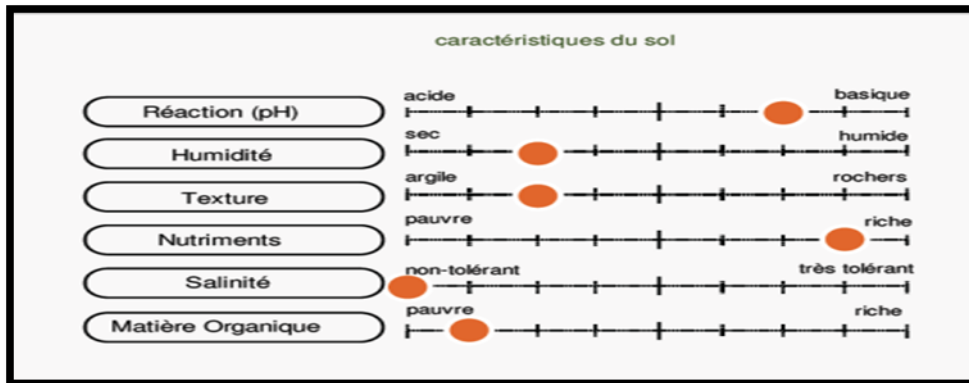 caractéristiques du sol
Réaction (pH) acide basique
Humidité sec humide
Texture argile rochers
Nutriments pauvre riche
Salinité non-tolérant très tolérant
Matière Organique pauvre riche